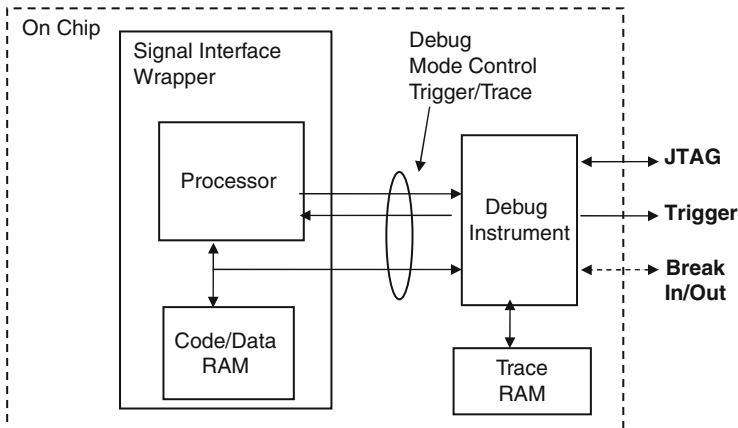 On Chip
Signal Interface
Wrapper
Debug
Mode Control
Trigger/Trace
Processor
Debug
Instrument
JTAG
Trigger
Break
In/Out
Code/Data
RAM
Trace
RAM